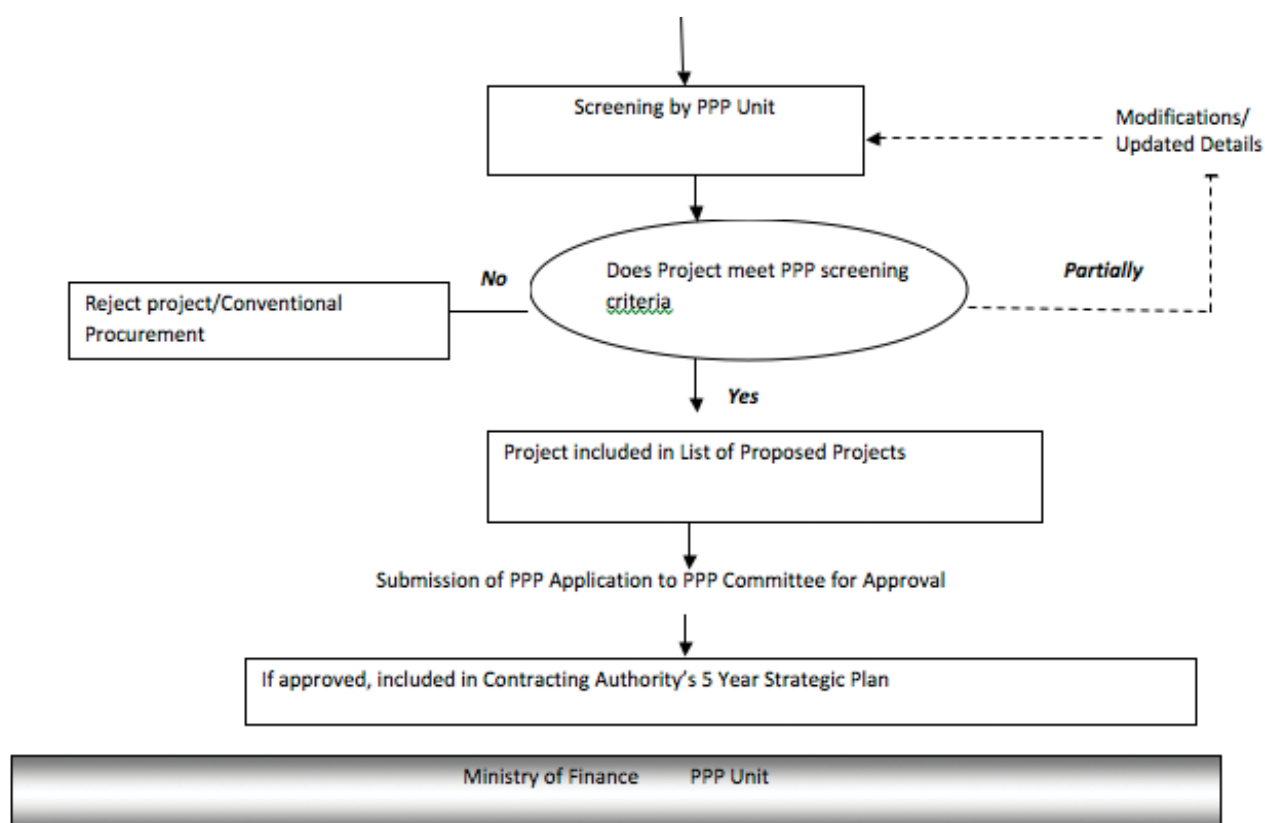 Screening by PPP Unit
Modifications/
Updated Details
Does Project meet PPP screening
criteria
No
Partially
Reject project/Conventional
Procurement
Yes
Project included in List of Proposed Projects
Submission of PPP Application to PPP Committee for Approval
If approved, included in Contracting Authority's 5 Year Strategic Plan
Ministry of Finance PPP Unit